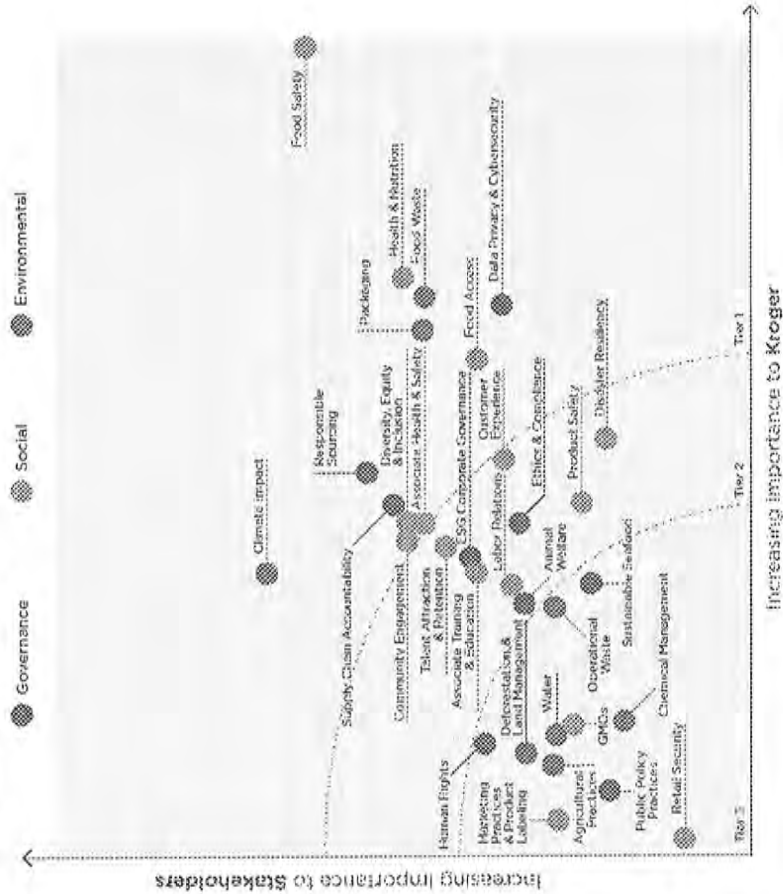 Governance
Social
Environmental
Food Safety
Climate Impact
Responsible
Sourcing
Packaging
Health & Nutrition
Food Waste
Supply Chain Accountability
Diversity, Equity
& Inclusion
Community Engagement
Associate Health & Safety
Talent Attraction
& Retention
ESG Corporate Governance
Food Access
Data Privacy & Cybersecurity
Associate Training
& Education
Customer
Experience
Labor Relations
Ethics & Compliance
Human Rights
Deforestation &
Land Management
Animal
Welfare
Product Safety
Disaster Resiliency
Marketing
Practices
& Product
Labeling
Water
Operational
Waste
Sustainable Seafood
Agricultural
Practices
GMOs
Chemical Management
Public Policy
Practices
Retail Security
Tier 3
Tier 2
Tier 1
Increasing Importance to Stakeholders
Increasing Importance to Kroger